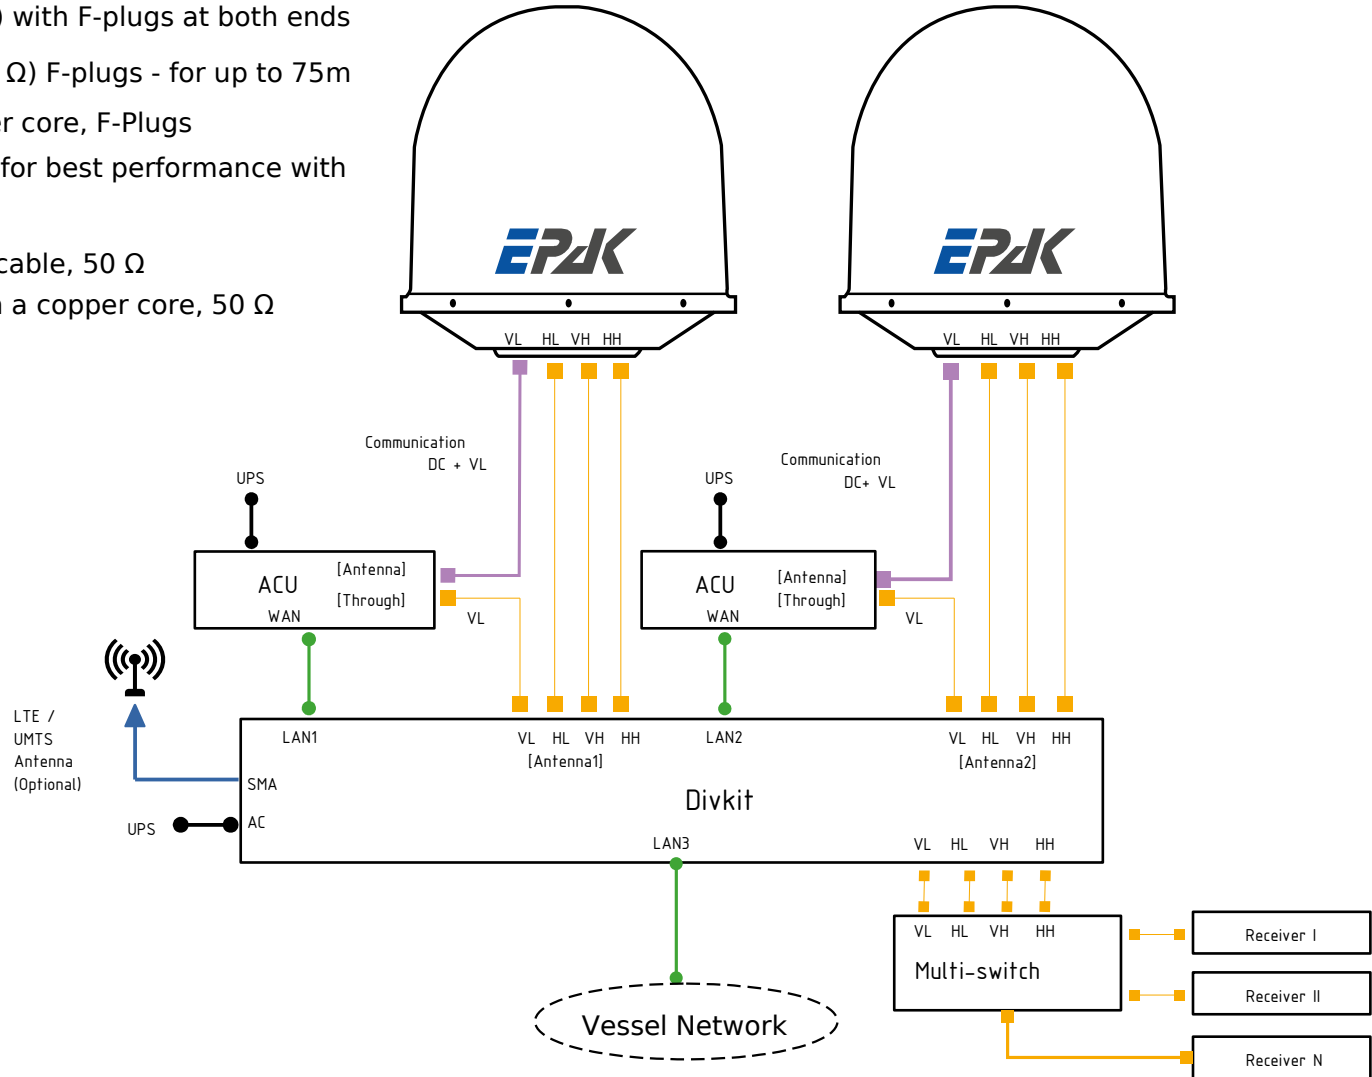 ) with F-plugs at both ends
Ω) F-plugs - for up to 75m
er core, F-Plugs
for best performance with
cable, 50 Ω
a copper core, 50 Ω
EPAK
EPAK
VL HL VH HH
VL HL VH HH
Communication
DC + VL
Communication
DC+ VL
UPS
UPS
ACU
[Antenna]
[Through]
WAN
VL
ACU
[Antenna]
[Through]
WAN
VL
LTE /
UMTS
Antenna
(Optional)
LAN1
VL HL VH HH
[Antenna1]
LAN2
VL HL VH HH
[Antenna2]
SMA
Divkit
UPS
AC
LAN3
VL HL VH HH
VL HL VH HH
Multi-switch
Receiver I
Receiver II
Receiver N
Vessel Network